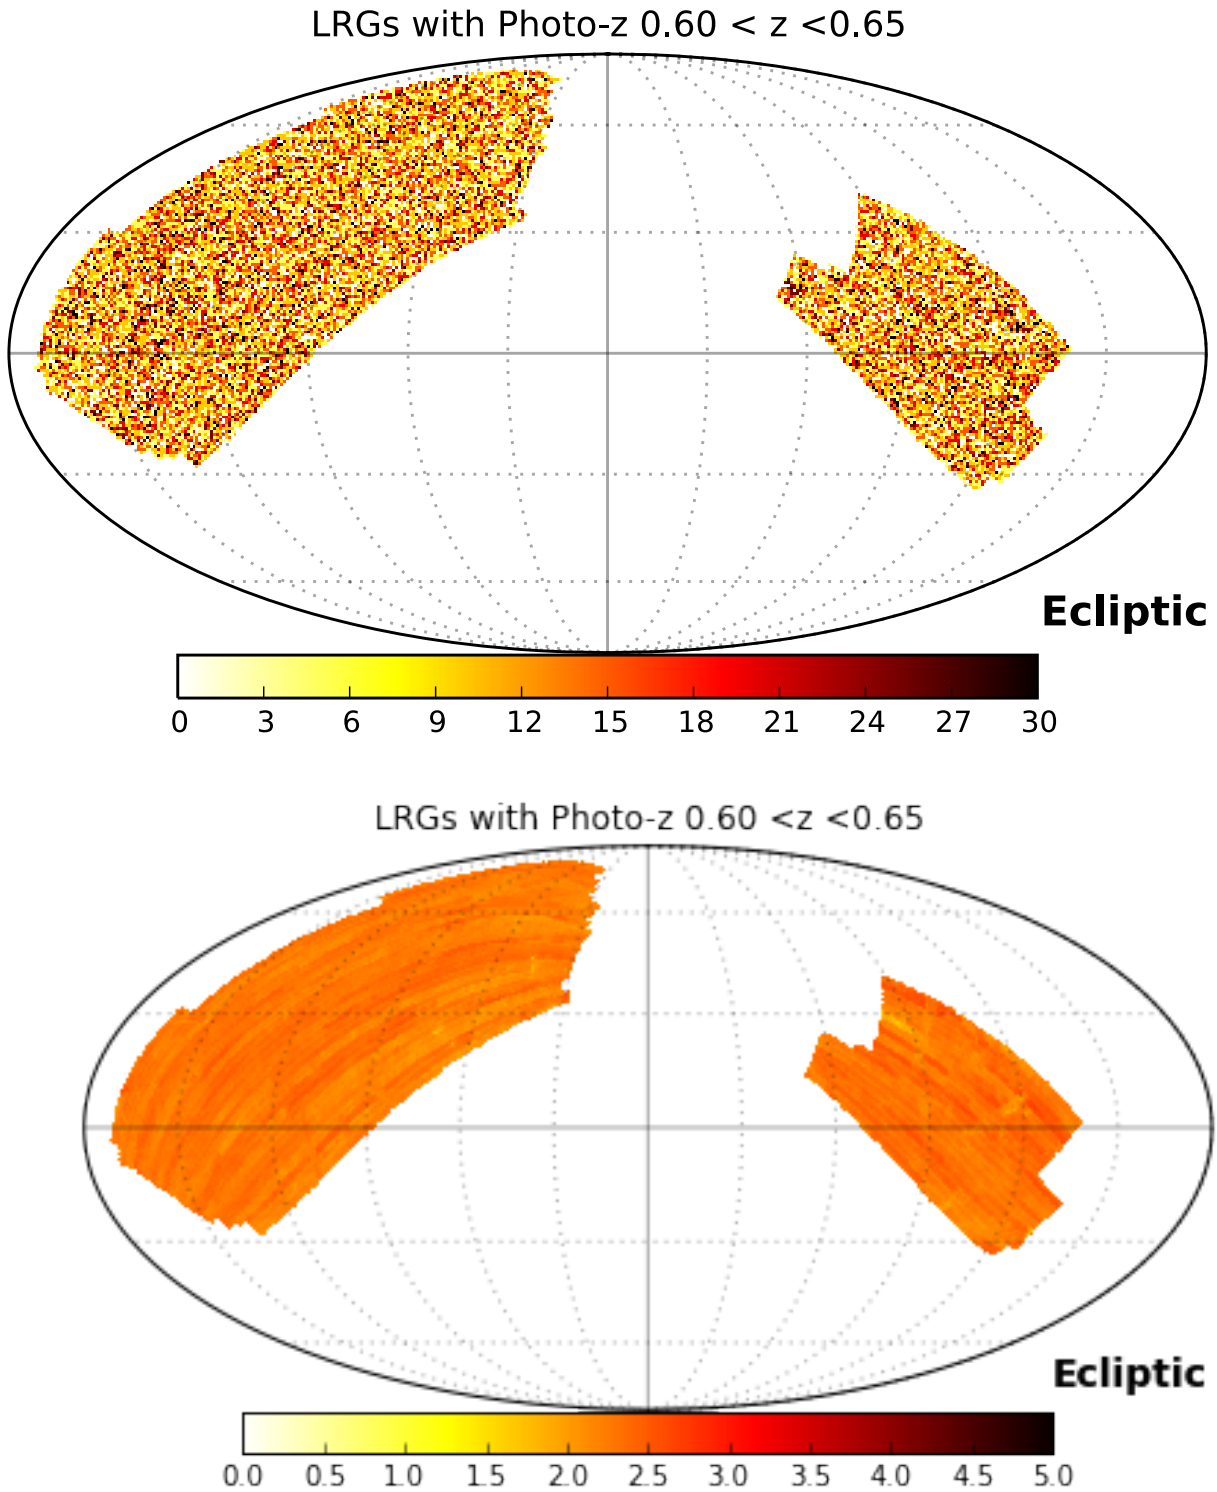 LRGs with Photo-z 0.60 < z <0.65
Ecliptic
0 3 6 9 12 15 18 21 24 27 30
LRGs with Photo-z 0.60 <z <0.65
Ecliptic
0.0 0.5 1.0 1.5 2.0 2.5 3.0 3.5 4.0 4.5 5.0